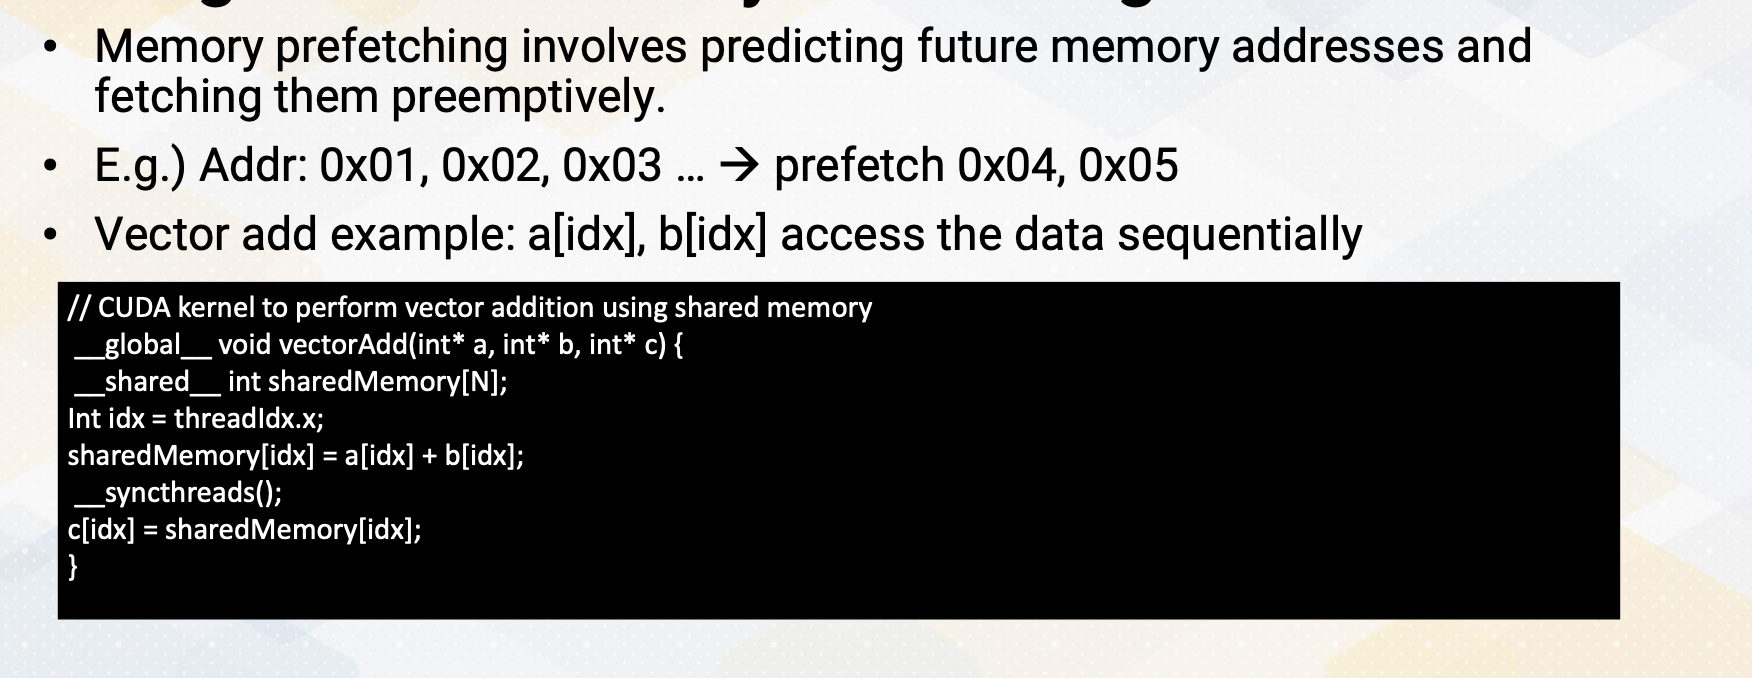 • Memory prefetching involves predicting future memory addresses and
fetching them preemptively.
• E.g.) Addr: 0x01, 0x02, 0x03 ... → prefetch 0x04, 0x05
• Vector add example: a[idx], b[idx] access the data sequentially
// CUDA kernel to perform vector addition using shared memory
__global__ void vectorAdd(int* a, int* b, int* c) {
__shared__ int sharedMemory[N];
Int idx = threadIdx.x;
sharedMemory[idx] = a[idx] + b[idx];
__syncthreads();
c[idx] = sharedMemory[idx];
}